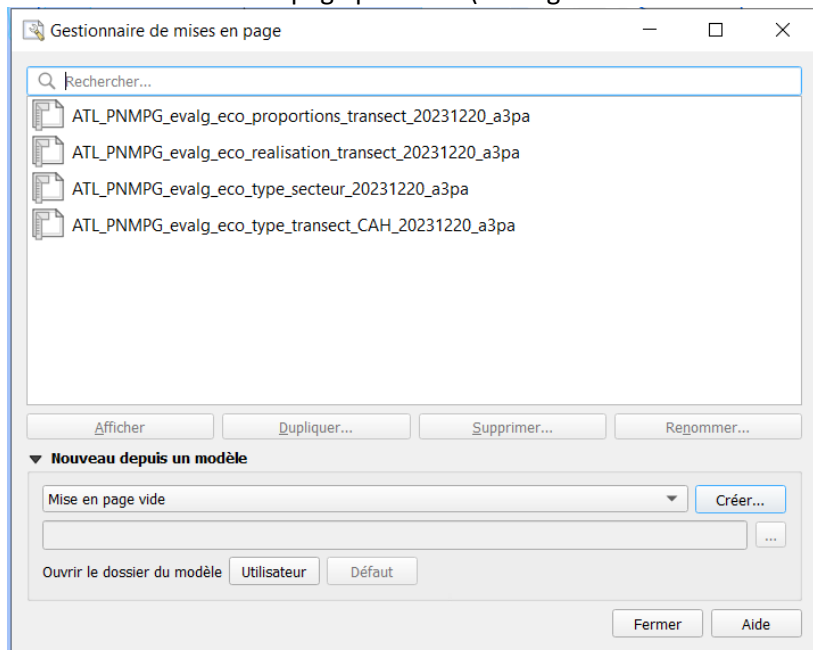 Gestionnaire de mises en page
Rechercher...
ATL_PNMPG_evalg_eco_proportions_transect_20231220_a3pa
ATL_PNMPG_evalg_eco_realisation_transect_20231220_a3pa
ATL_PNMPG_evalg_eco_type_secteur_20231220_a3pa
ATL_PNMPG_evalg_eco_type_transect_CAH_20231220_a3pa
Afficher Dupliquer... Supprimer... Renommer...
Nouveau depuis un modèle
Mise en page vide Créer...
...
Ouvrir le dossier du modèle Utilisateur Défaut
Fermer Aide